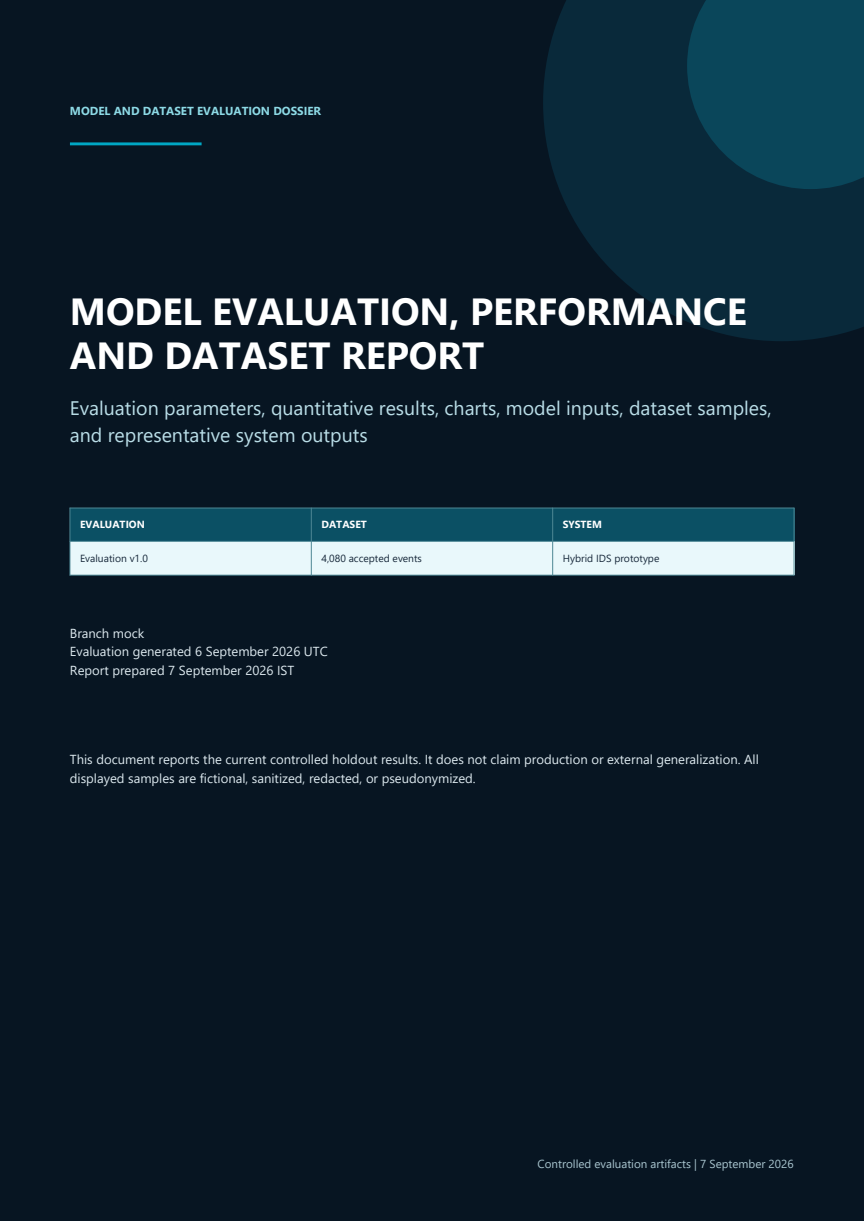 MODEL AND DATASET EVALUATION DOSSIER
MODEL EVALUATION, PERFORMANCE
AND DATASET REPORT
Evaluation parameters, quantitative results, charts, model inputs, dataset samples,
and representative system outputs
EVALUATION DATASET SYSTEM
Evaluation v1.0 4,080 accepted events Hybrid IDS prototype
Branch mock
Evaluation generated 6 September 2026 UTC
Report prepared 7 September 2026 IST
This document reports the current controlled holdout results. It does not claim production or external generalization. All
displayed samples are fictional, sanitized, redacted, or pseudonymized.
Controlled evaluation artifacts | 7 September 2026